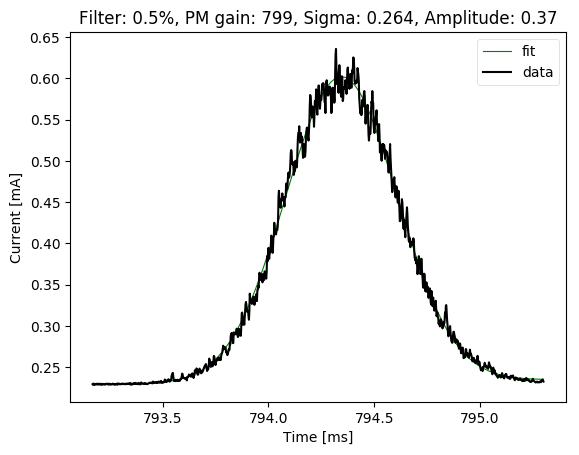 Filter: 0.5%, PM gain: 799, Sigma: 0.264, Amplitude: 0.37
fit
data
0.65
0.60
0.55
0.50
0.45
0.40
0.35
0.30
0.25
Current [mA]
793.5 794.0 794.5 795.0
Time [ms]